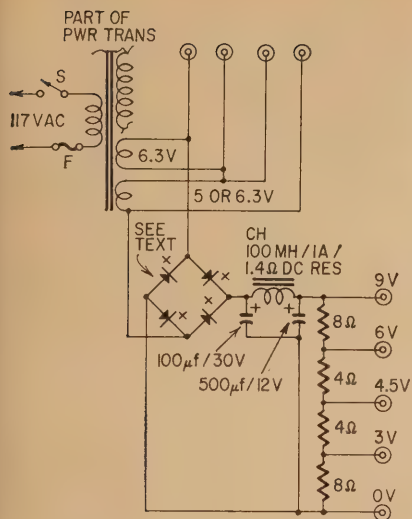 PART OF
PWR TRANS
S
117VAC
F
6.3V
5 OR 6.3V
SEE
TEXT
CH
100 MH/1A/
1.4Ω DC RES
9V
8Ω
6V
100µf/30V
500µf/12V
4Ω
4.5V
4Ω
3V
8Ω
0V
x
x
x
x
+
+